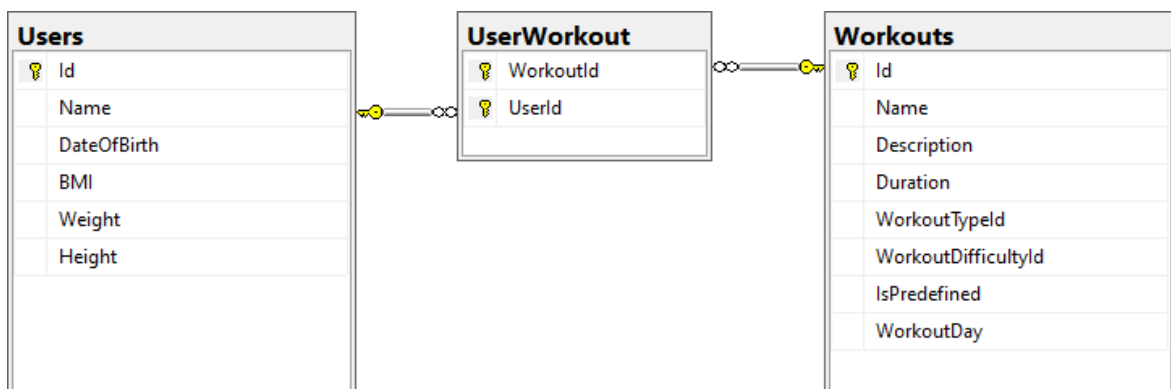 Users
Id
Name
DateOfBirth
BMI
Weight
Height
UserWorkout
WorkoutId
UserId
Workouts
Id
Name
Description
Duration
WorkoutTypeId
WorkoutDifficultyId
IsPredefined
WorkoutDay